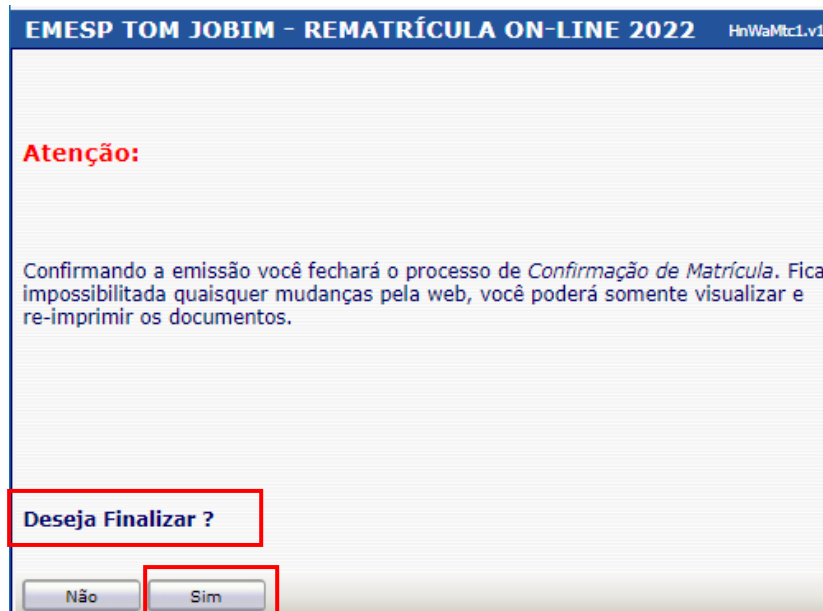 EMESP TOM JOBIM - REMATRÍCULA ON-LINE 2022 HnWaMtc1.v1
Atenção:
Confirmando a emissão você fechará o processo de Confirmação de Matrícula. Fica
impossibilitada quaisquer mudanças pela web, você poderá somente visualizar e
re-imprimir os documentos.
Deseja Finalizar ?
Não Sim